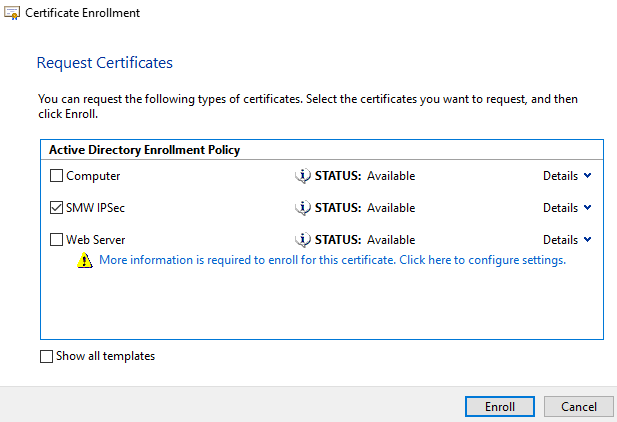 Certificate Enrollment
Request Certificates
You can request the following types of certificates. Select the certificates you want to request, and then
click Enroll.
Active Directory Enrollment Policy
Computer STATUS: Available Details
SMW IPSec STATUS: Available Details
Web Server STATUS: Available Details
More information is required to enroll for this certificate. Click here to configure settings.
Show all templates
Enroll Cancel